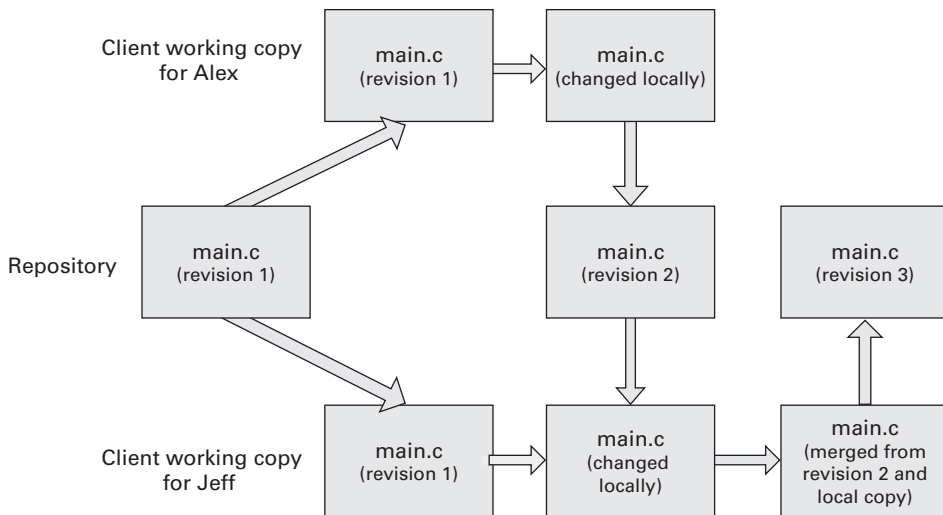 Client working copy
for Alex
main.c
(revision 1)
main.c
(changed locally)
Repository
main.c
(revision 1)
main.c
(revision 2)
main.c
(revision 3)
Client working copy
for Jeff
main.c
(revision 1)
main.c
(changed
locally)
main.c
(merged from
revision 2 and
local copy)